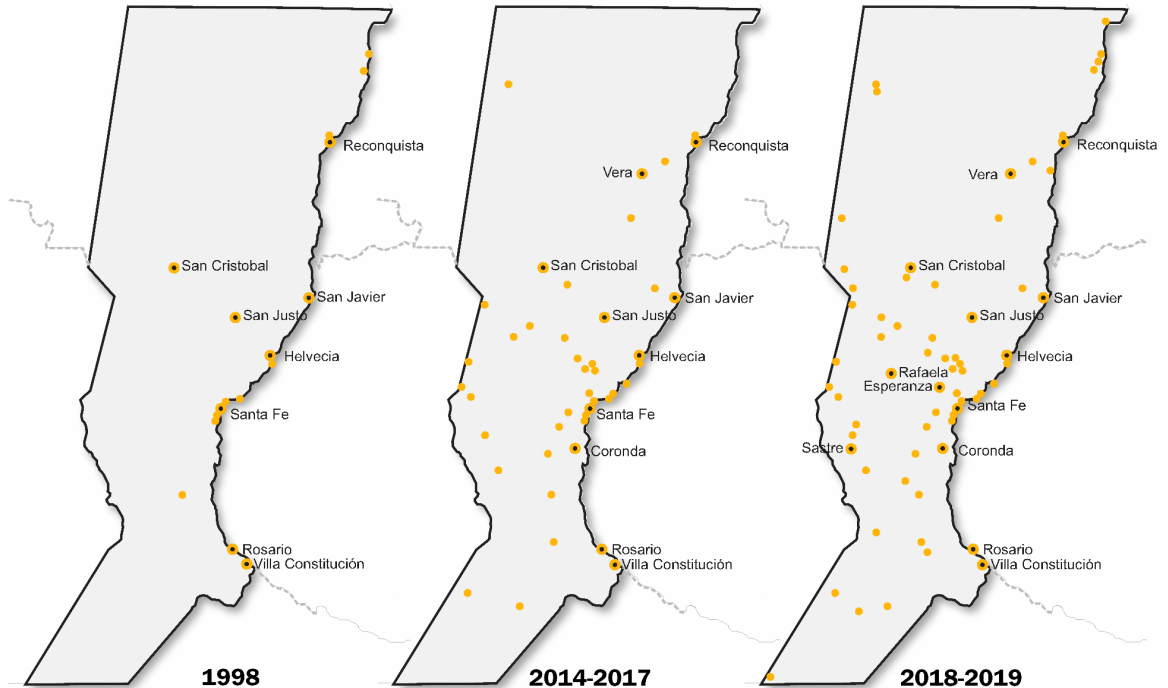 Reconquista
San Cristobal
San Javier
San Justo
Helvecia
Santa Fe
Rosario
Villa Constitución
1998
Reconquista
Vera
San Cristobal
San Javier
San Justo
Helvecia
Santa Fe
Coronda
Rosario
Villa Constitución
2014-2017
Reconquista
Vera
San Cristobal
San Javier
San Justo
Helvecia
Rafaela
Esperanza
Santa Fe
Sastre
Coronda
Rosario
Villa Constitución
2018-2019